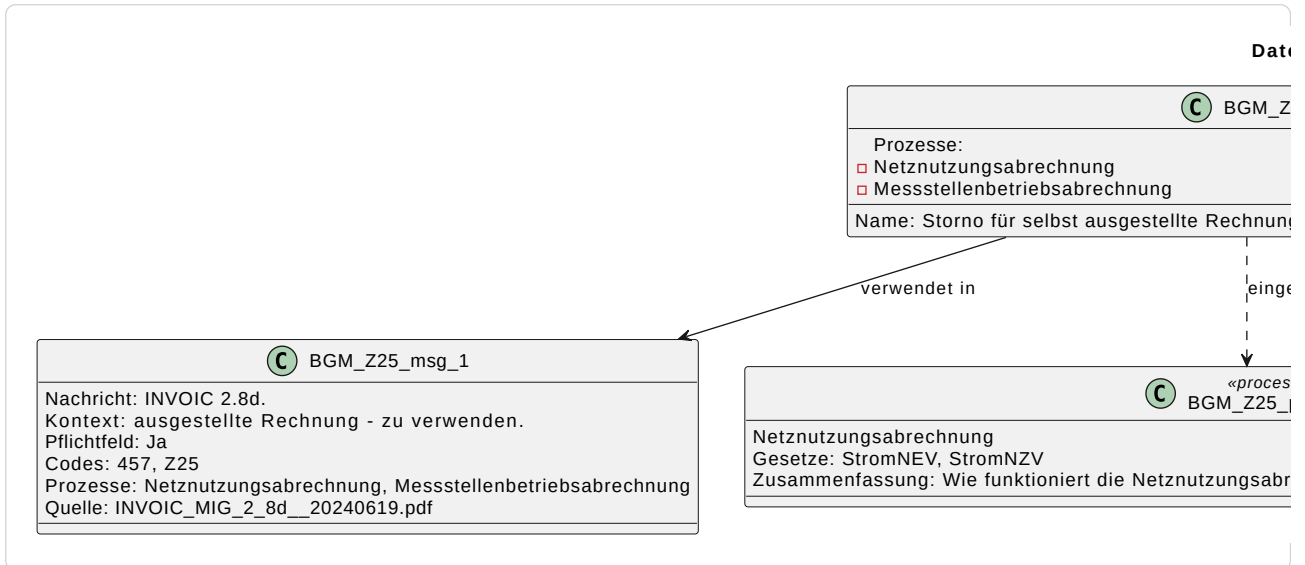 Date
C BGM_Z
Prozesse:
Netznutzungsabrechnung
Messstellenbetriebsabrechnung
Name: Storno für selbst ausgestellte Rechnung
verwendet in
einge
C BGM_Z25_msg_1
Nachricht: INVOIC 2.8d.
Kontext: ausgestellte Rechnung - zu verwenden.
Pflichtfeld: Ja
Codes: 457, Z25
Prozesse: Netznutzungsabrechnung, Messstellenbetriebsabrechnung
Quelle: INVOIC_MIG_2_8d__20240619.pdf
«proces
C BGM_Z25_p
Netznutzungsabrechnung
Gesetze: StromNEV, StromNZV
Zusammenfassung: Wie funktioniert die Netznutzungsabr